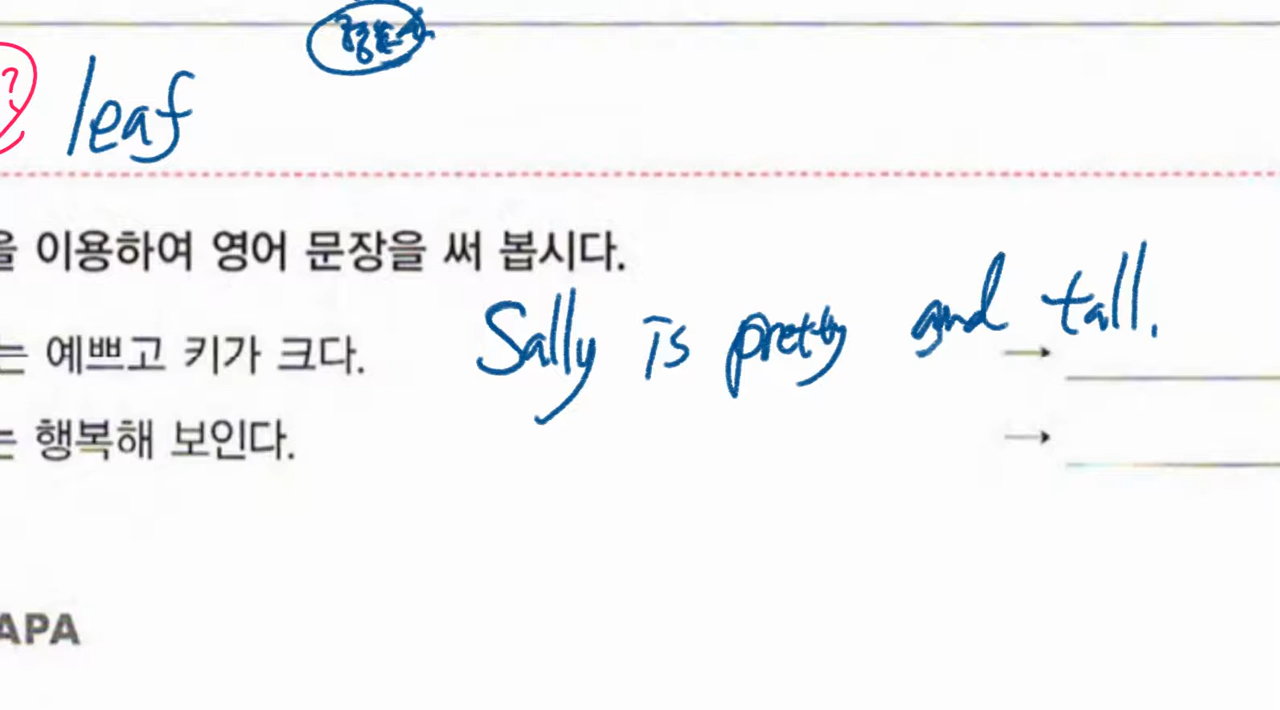 leaf
을 이용하여 영어 문장을 써 봅시다.
는 예쁘고 키가 크다. Sally is pretty and tall. →
는 행복해 보인다. →
APA